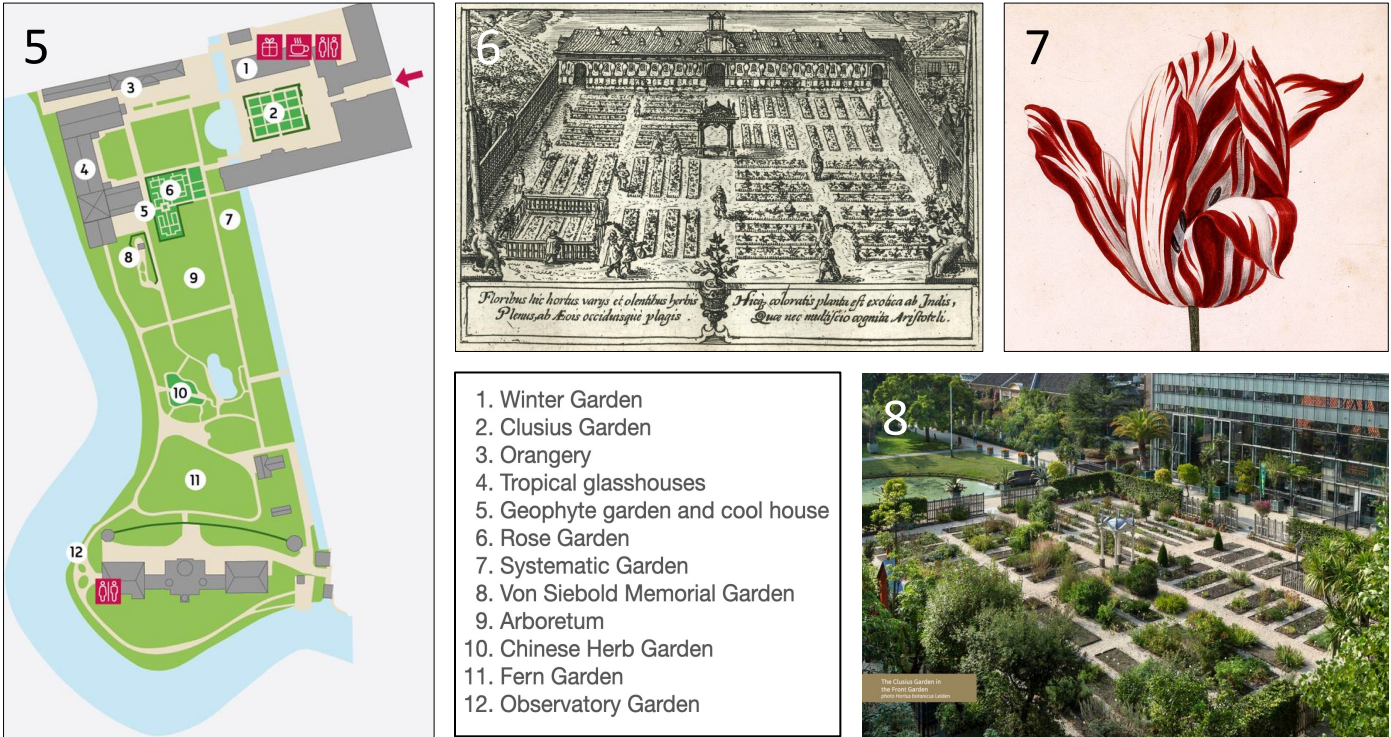 5
1
2
3
4
5
6
7
8
9
10
11
12
6
Floribus hic hortus varijs et olentibus herbis
Plenus, ab Æois occiduisque plagis.
Hicq; coloratis planta est exotica ab Indis,
Quæ nec multiscio cognita Aristoteli.
7
1. Winter Garden
2. Clusius Garden
3. Orangery
4. Tropical glasshouses
5. Geophyte garden and cool house
6. Rose Garden
7. Systematic Garden
8. Von Siebold Memorial Garden
9. Arboretum
10. Chinese Herb Garden
11. Fern Garden
12. Observatory Garden
8
The Clusius Garden in
the Front Garden
photo Hortus botanicus Leiden